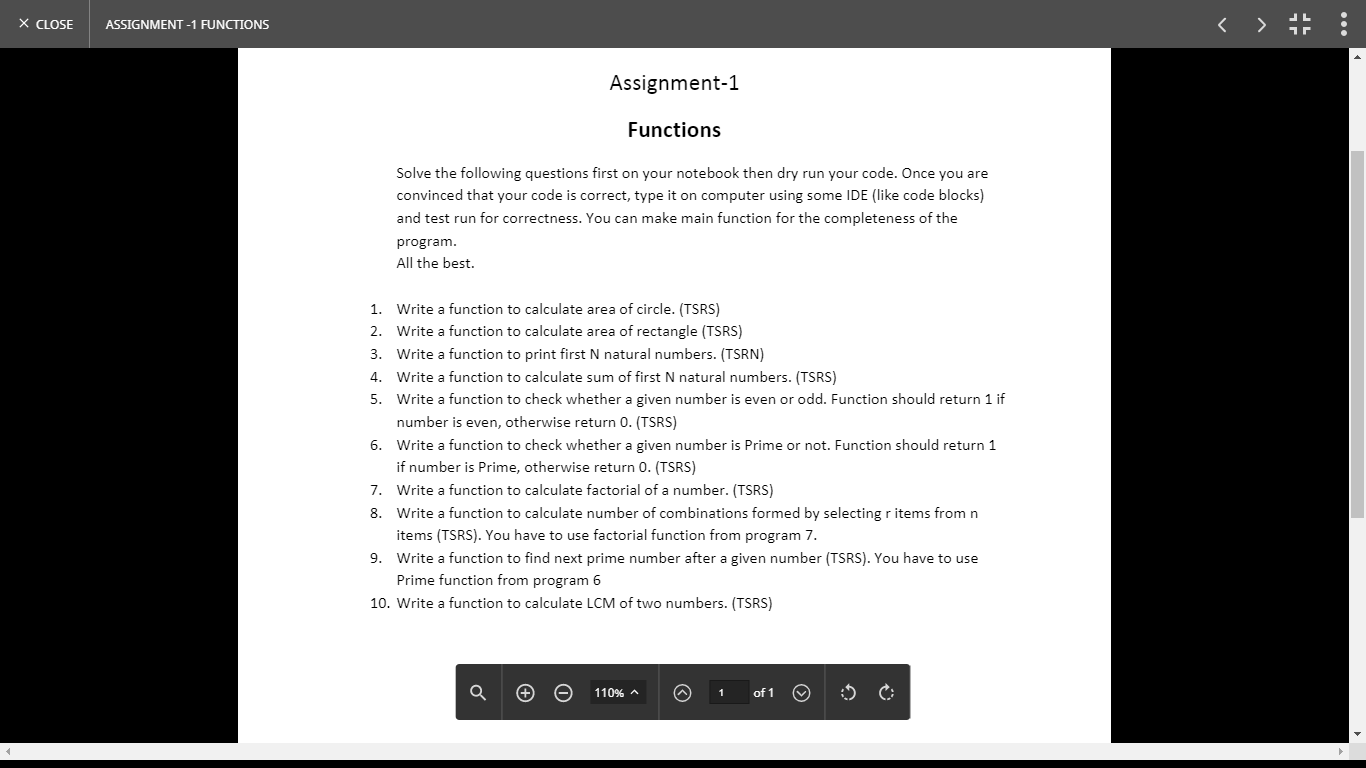 × CLOSE
ASSIGNMENT -1 FUNCTIONS
Assignment-1
Functions
Solve the following questions first on your notebook then dry run your code. Once you are
convinced that your code is correct, type it on computer using some IDE (like code blocks)
and test run for correctness. You can make main function for the completeness of the
program.
All the best.
1. Write a function to calculate area of circle. (TSRS)
2. Write a function to calculate area of rectangle (TSRS)
3. Write a function to print first N natural numbers. (TSRN)
4. Write a function to calculate sum of first N natural numbers. (TSRS)
5. Write a function to check whether a given number is even or odd. Function should return 1 if
number is even, otherwise return 0. (TSRS)
6. Write a function to check whether a given number is Prime or not. Function should return 1
if number is Prime, otherwise return 0. (TSRS)
7. Write a function to calculate factorial of a number. (TSRS)
8. Write a function to calculate number of combinations formed by selecting r items from n
items (TSRS). You have to use factorial function from program 7.
9. Write a function to find next prime number after a given number (TSRS). You have to use
Prime function from program 6
10. Write a function to calculate LCM of two numbers. (TSRS)
110%
1 of 1